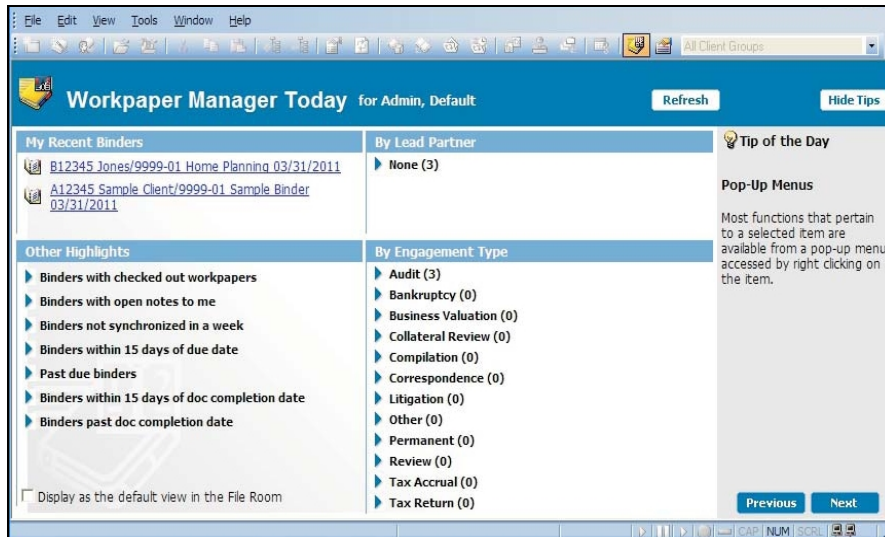 File Edit View Tools Window Help
All Client Groups
Workpaper Manager Today for Admin, Default
Refresh
Hide Tips
My Recent Binders
B12345 Jones/9999-01 Home Planning 03/31/2011
A12345 Sample Client/9999-01 Sample Binder
03/31/2011
By Lead Partner
None (3)
Other Highlights
Binders with checked out workpapers
Binders with open notes to me
Binders not synchronized in a week
Binders within 15 days of due date
Past due binders
Binders within 15 days of doc completion date
Binders past doc completion date
Display as the default view in the File Room
By Engagement Type
Audit (3)
Bankruptcy (0)
Business Valuation (0)
Collateral Review (0)
Compilation (0)
Correspondence (0)
Litigation (0)
Other (0)
Permanent (0)
Review (0)
Tax Accrual (0)
Tax Return (0)
Tip of the Day
Pop-Up Menus
Most functions that pertain
to a selected item are
available from a pop-up menu
accessed by right clicking on
the item.
Previous Next
CAP NUM SCRL